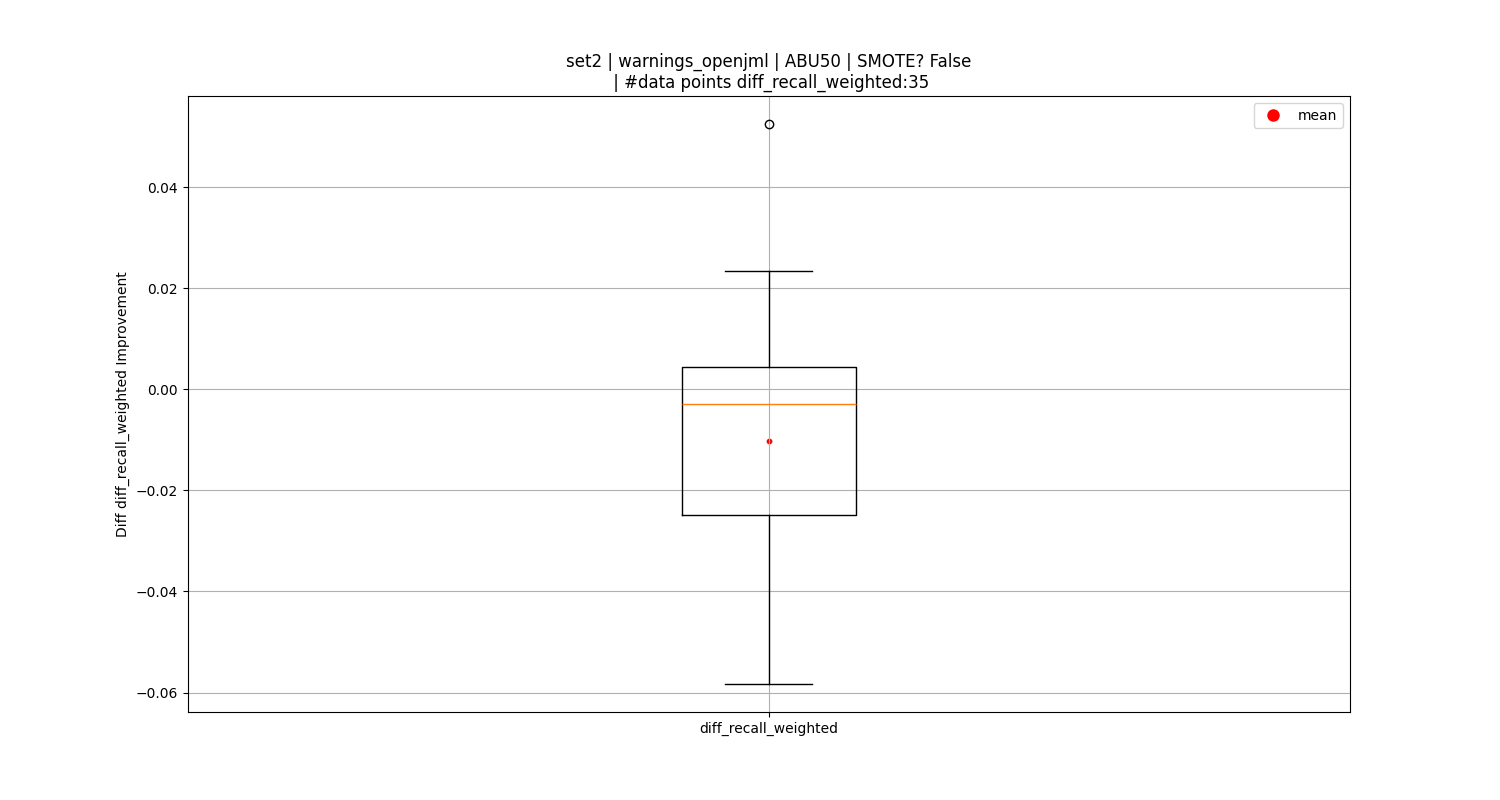 set2 | warnings_openjml | ABU50 | SMOTE? False
| #data points diff_recall_weighted:35
mean
Diff diff_recall_weighted Improvement
0.04
0.02
0.00
−0.02
−0.04
−0.06
diff_recall_weighted